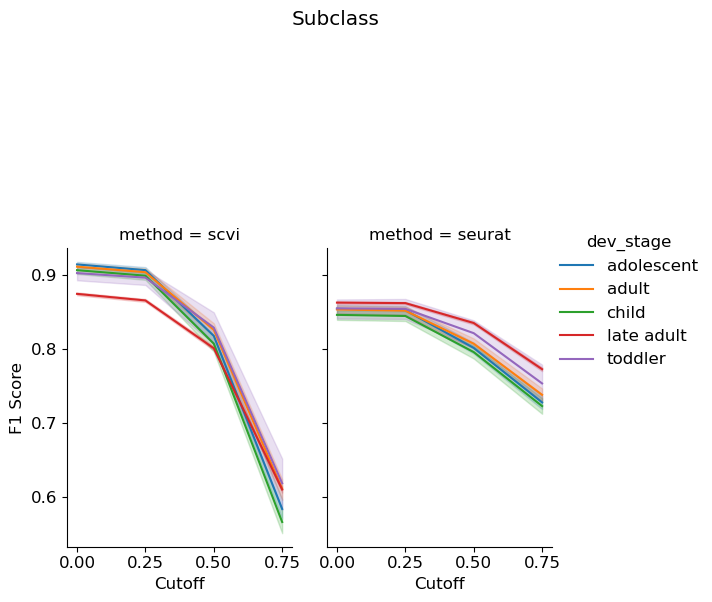 Subclass
method = scvi
method = seurat
dev_stage
adolescent
adult
child
late adult
toddler
F1 Score
0.9
0.8
0.7
0.6
0.00 0.25 0.50 0.75
0.00 0.25 0.50 0.75
Cutoff
Cutoff